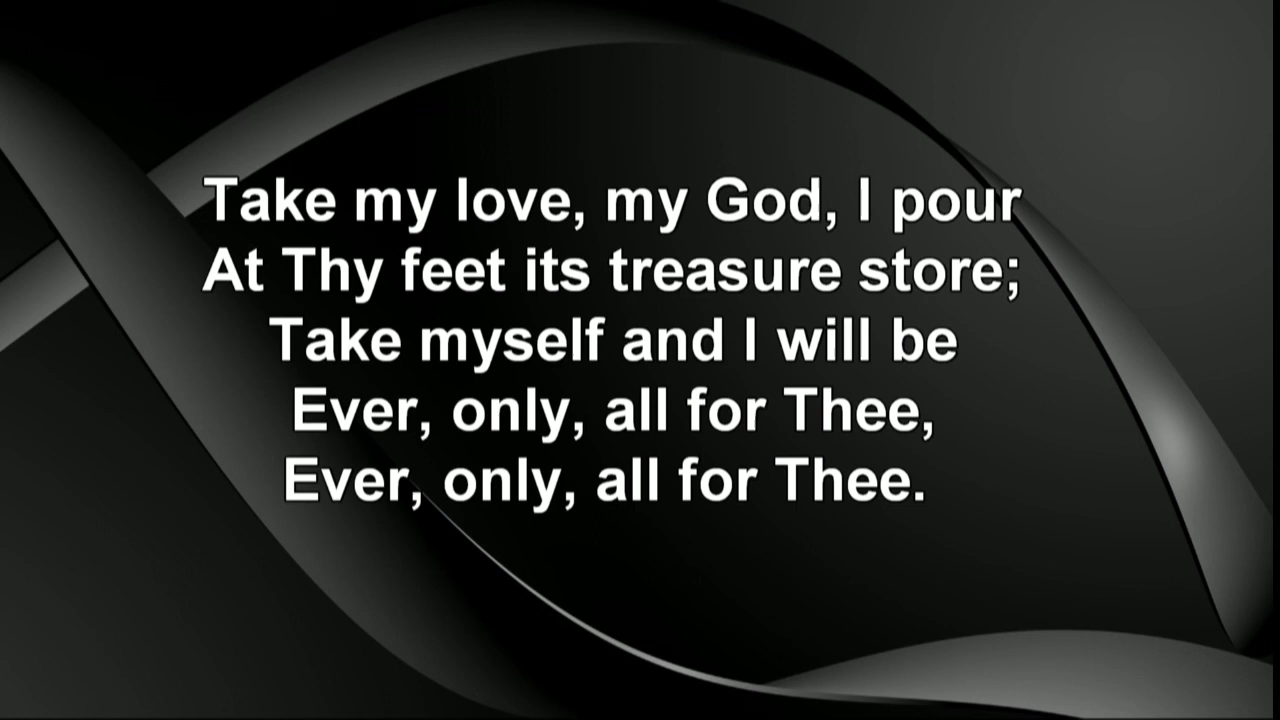 Take my love, my God, I pour
At Thy feet its treasure store;
Take myself and I will be
Ever, only, all for Thee,
Ever, only, all for Thee.